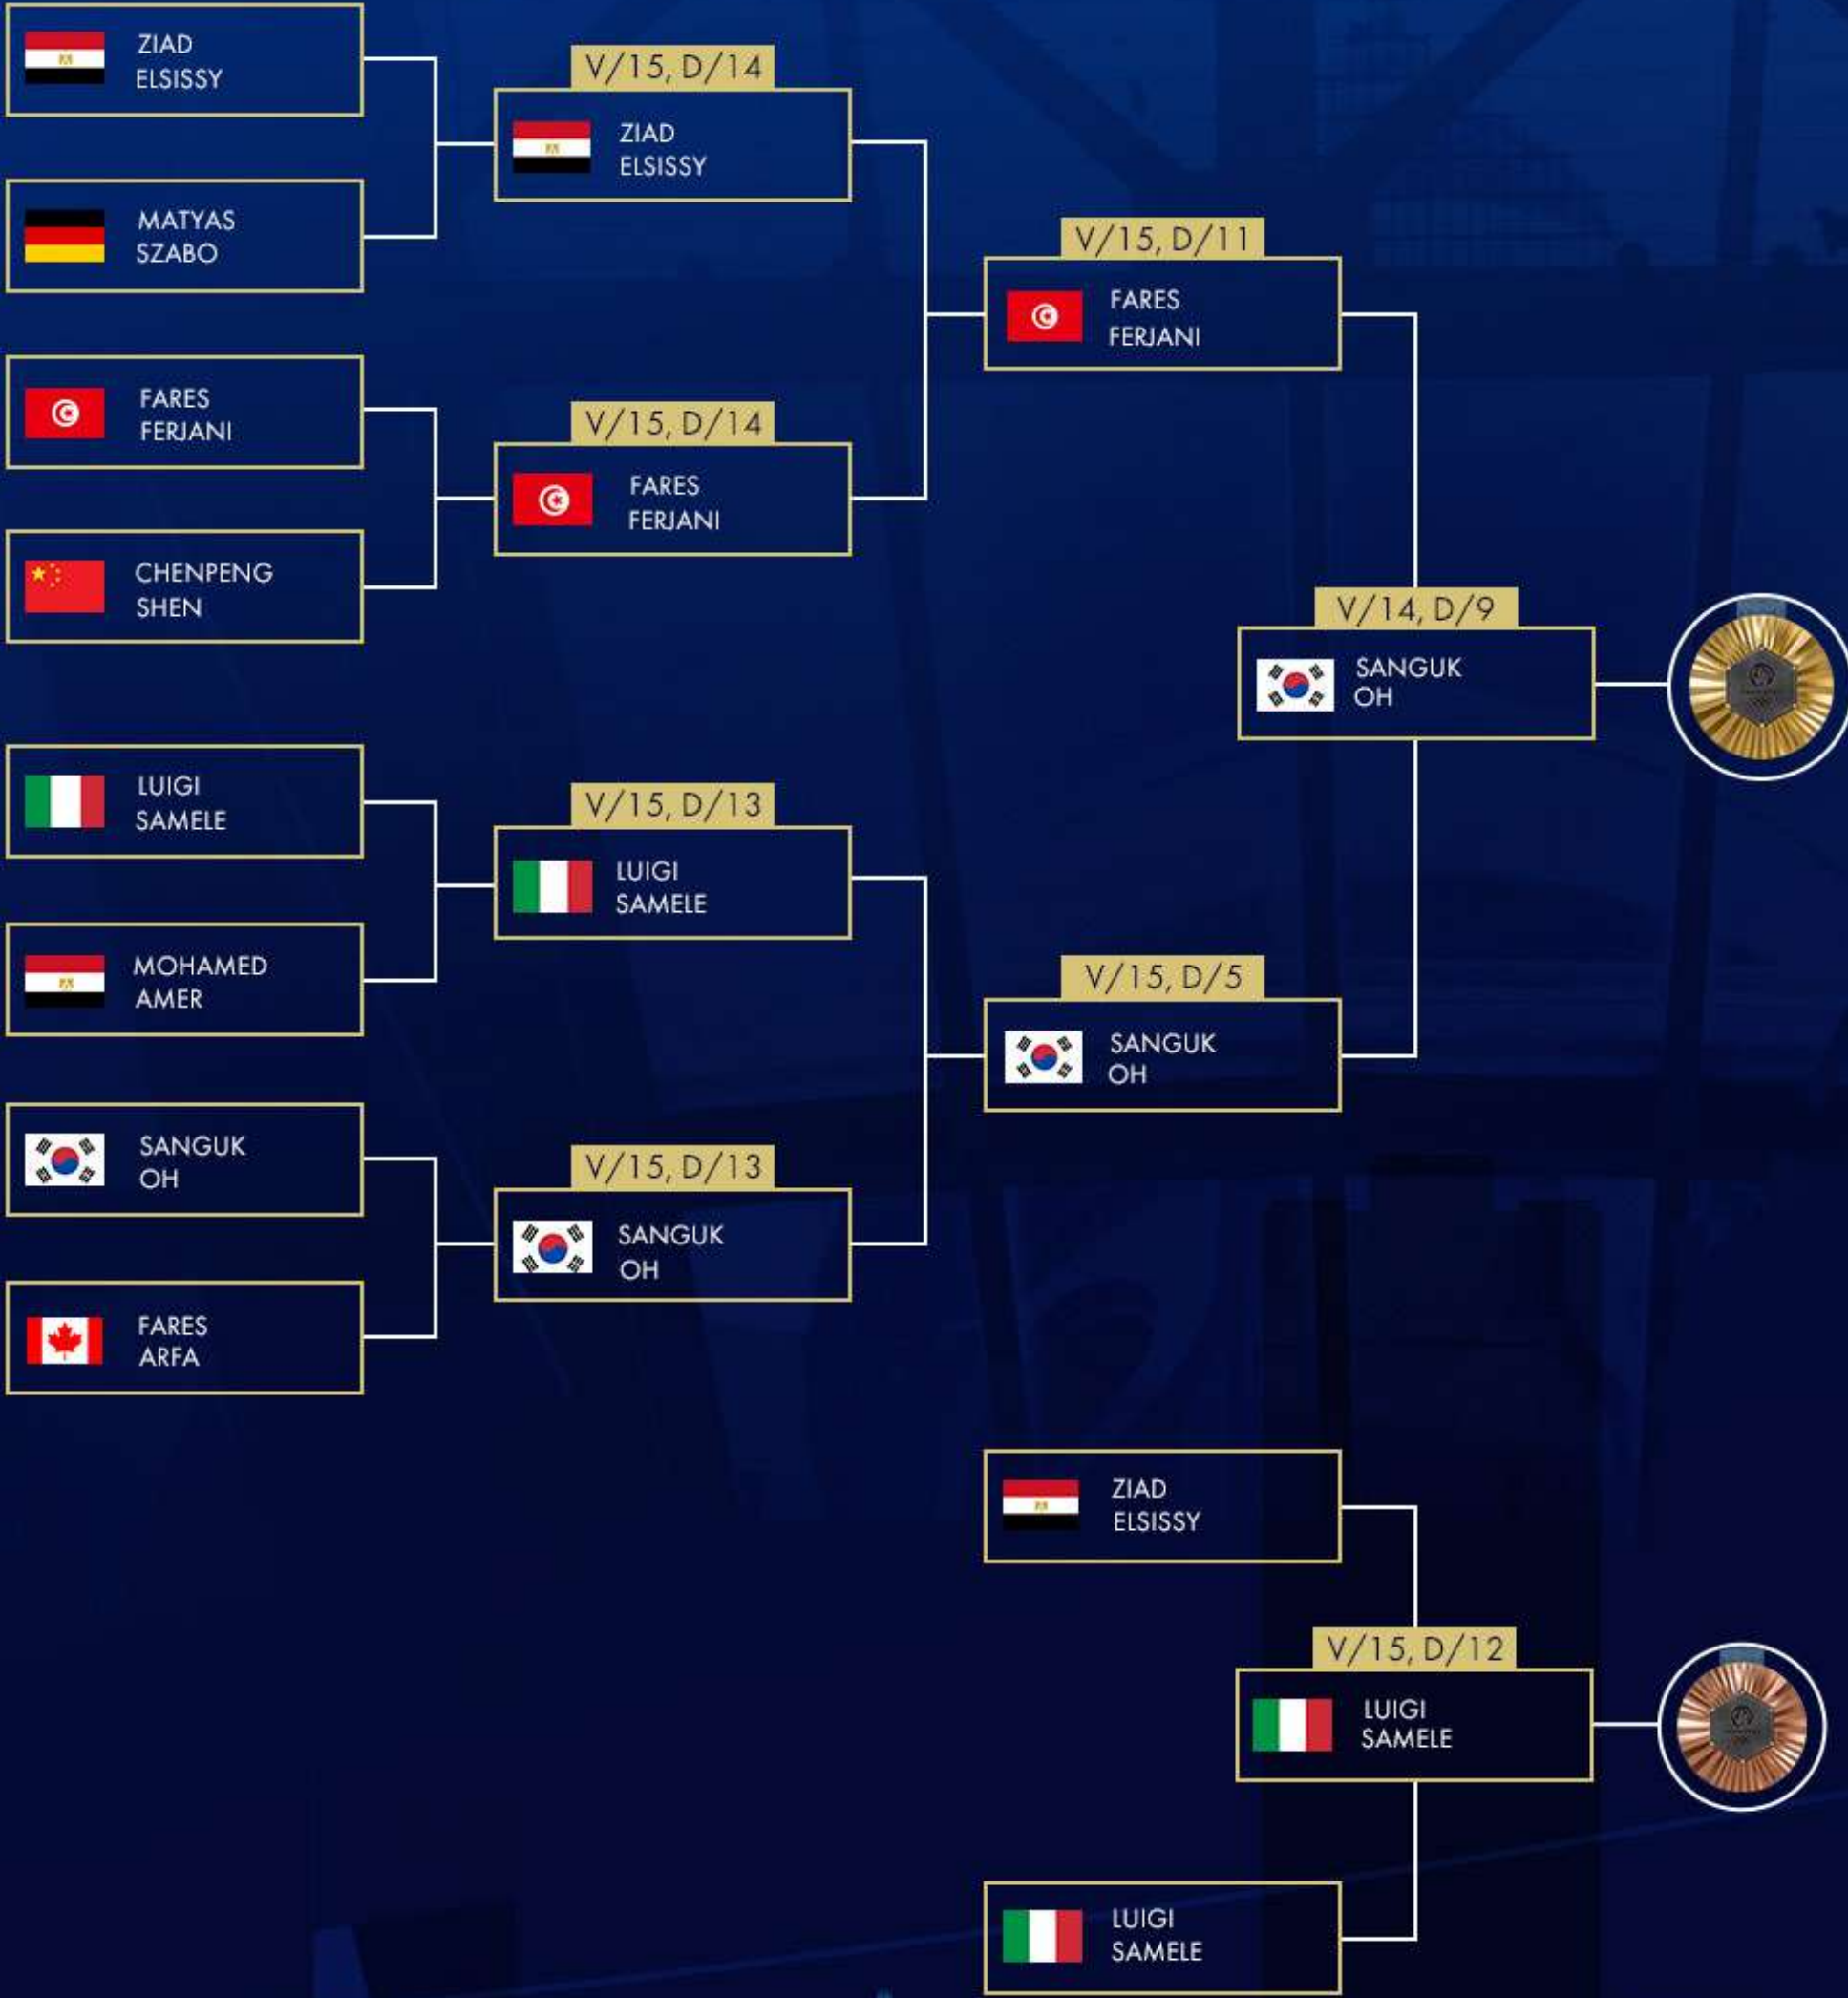 ZIAD
ELSISSY
MATYAS
SZABO
FARES
FERJANI
CHENPENG
SHEN
LUIGI
SAMELE
MOHAMED
AMER
SANGUK
OH
FARES
ARFA
V/15, D/14
ZIAD
ELSISSY
V/15, D/14
FARES
FERJANI
V/15, D/13
LUIGI
SAMELE
V/15, D/13
SANGUK
OH
V/15, D/11
FARES
FERJANI
V/15, D/5
SANGUK
OH
V/14, D/9
SANGUK
OH
ZIAD
ELSISSY
LUIGI
SAMELE
V/15, D/12
LUIGI
SAMELE